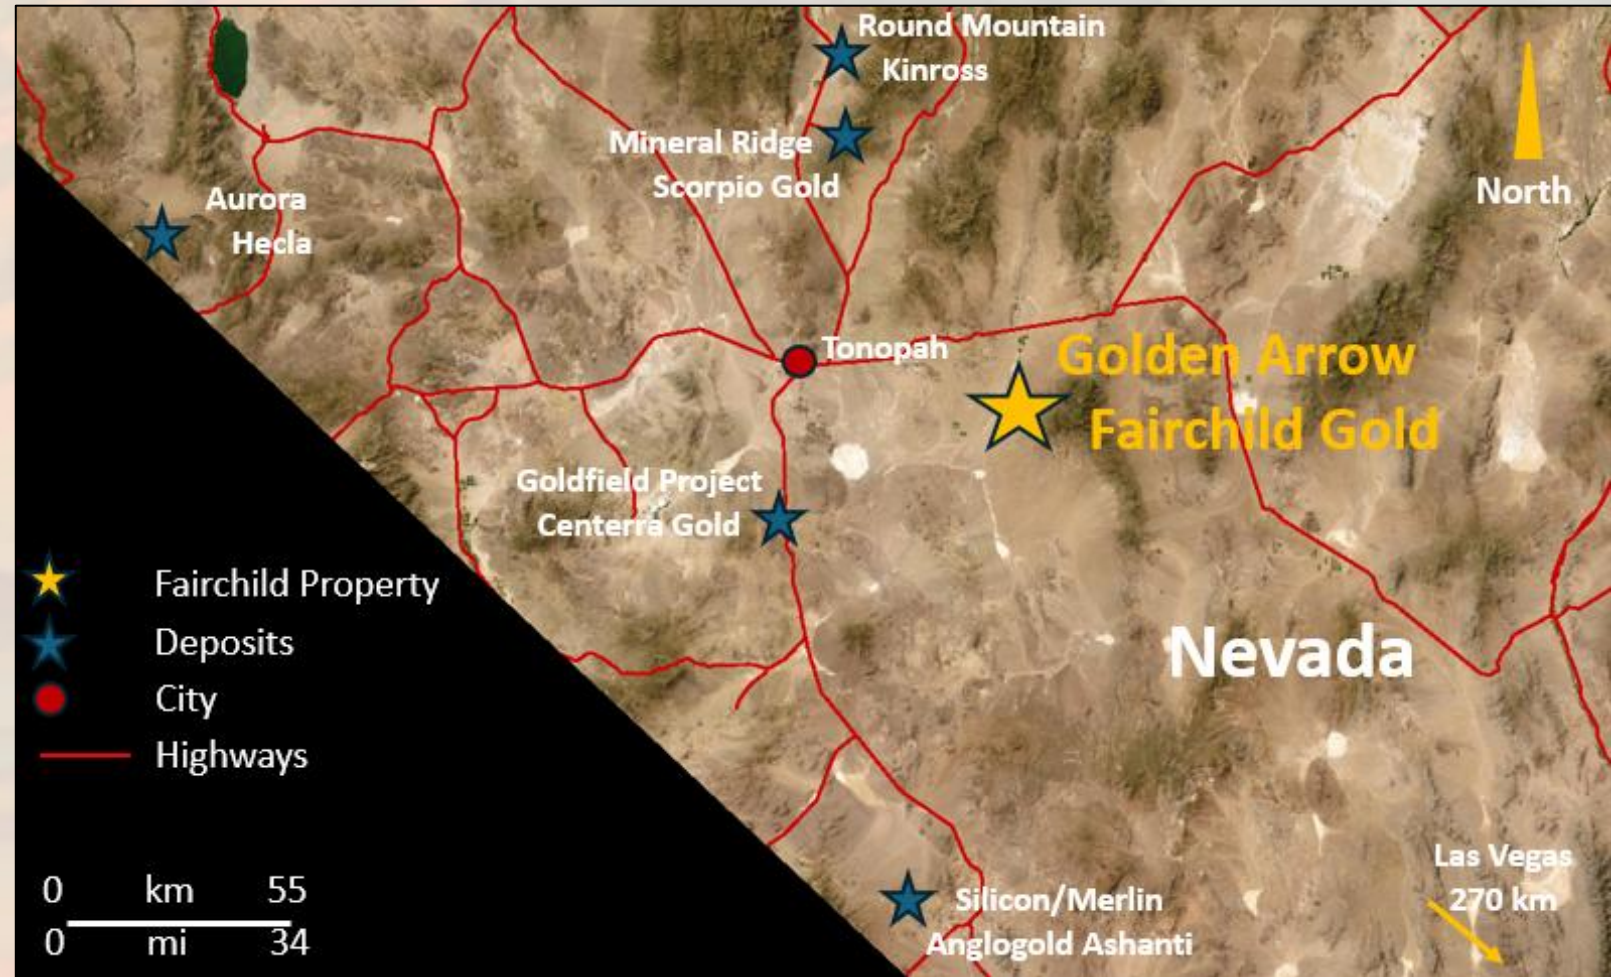 Round Mountain
Kinross
Mineral Ridge
Scorpio Gold
North
Aurora
Hecla
Tonopah
Golden Arrow
Fairchild Gold
Goldfield Project
Centerra Gold
Fairchild Property
Deposits
City
Highways
Nevada
0 km 55
0 mi 34
Las Vegas
270 km
Silicon/Merlin
Anglogold Ashanti